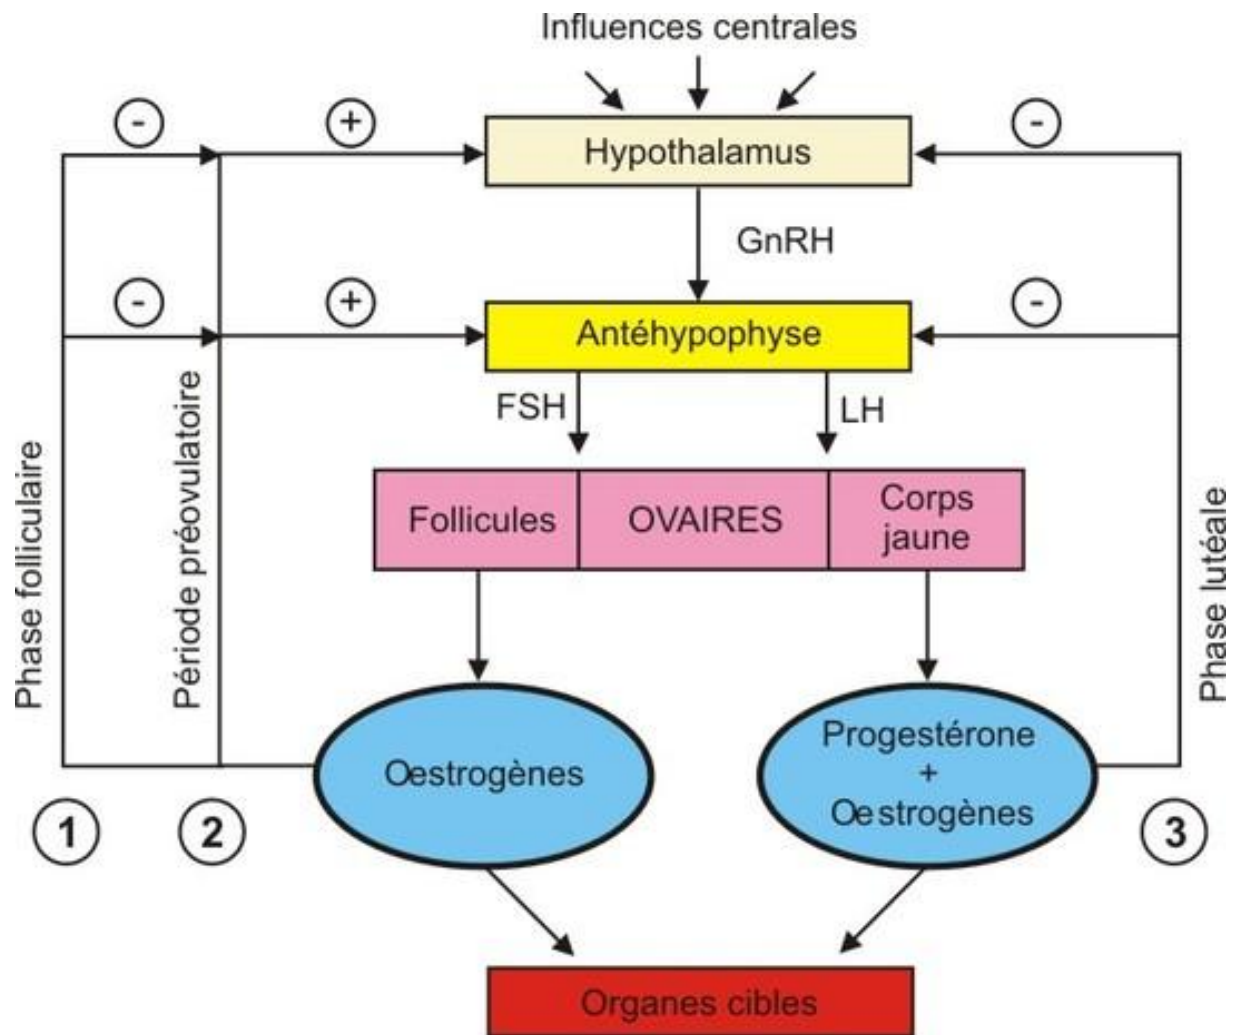 Influences centrales
- + -
Hypothalamus
GnRH
- + -
Antéhypophyse
FSH LH
Phase folliculaire
Période préovulatoire
Follicules
OVAIRES
Corps
jaune
Phase lutéale
Oestrogènes
Progestérone
+
Oestrogènes
1 2 3
Organes cibles